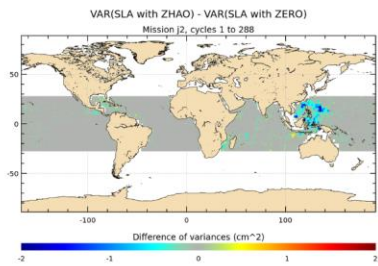 VAR(SLA with ZHAO) - VAR(SLA with ZERO)
Mission j2, cycles 1 to 288
50
0
-50
-100 0 100
Difference of variances (cm^2)
-2 -1 0 1 2